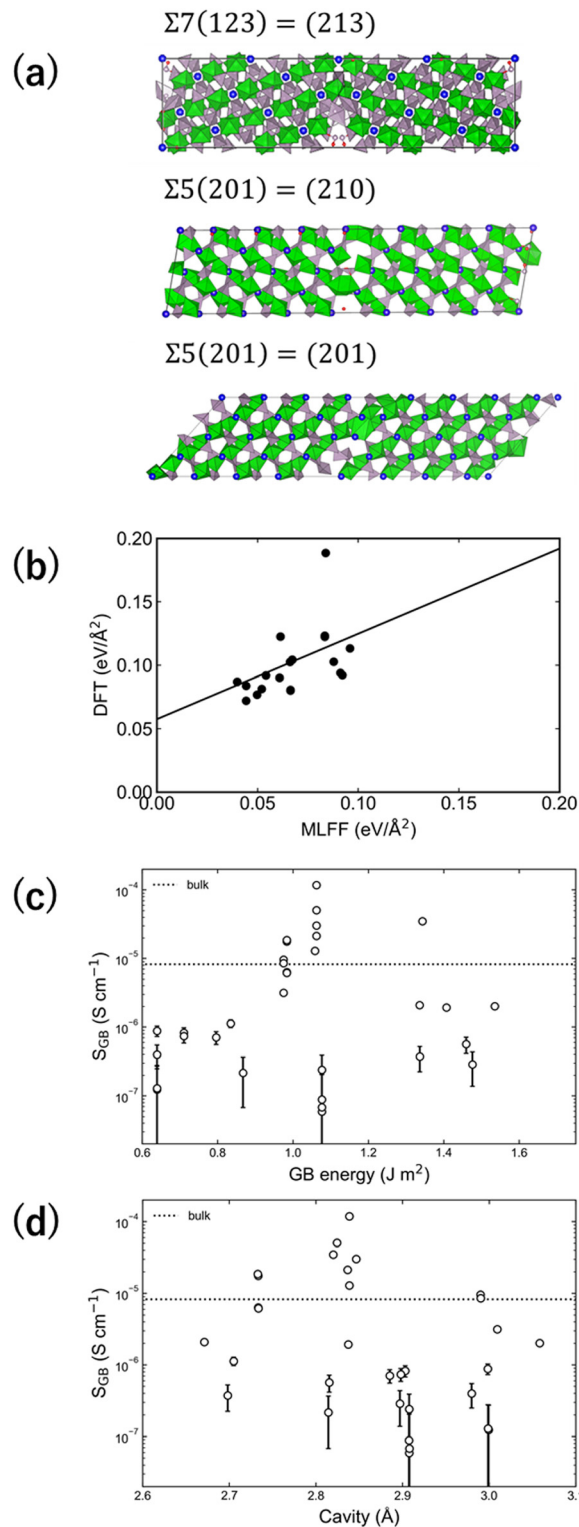 Σ7(123) = (213)
(a)
Σ5(201) = (210)
Σ5(201) = (201)
(b)
0.20
0.15
0.10
0.05
0.00
DFT (eV/Å²)
0.00 0.05 0.10 0.15 0.20
MLFF (eV/Å²)
(c)
bulk
10⁻⁴
10⁻⁵
10⁻⁶
10⁻⁷
S_GB (S cm⁻¹)
0.6 0.8 1.0 1.2 1.4 1.6
GB energy (J m²)
(d)
bulk
10⁻⁴
10⁻⁵
10⁻⁶
10⁻⁷
S_GB (S cm⁻¹)
2.6 2.7 2.8 2.9 3.0 3.1
Cavity (Å)